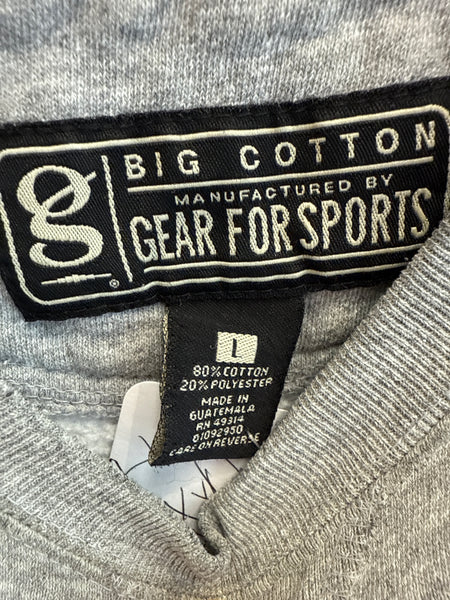 g
®
BIG COTTON
MANUFACTURED BY
GEAR FOR SPORTS
L
80% COTTON
20% POLYESTER
MADE IN
GUATEMALA
RN 49314
01092950
CARE ON REVERSE